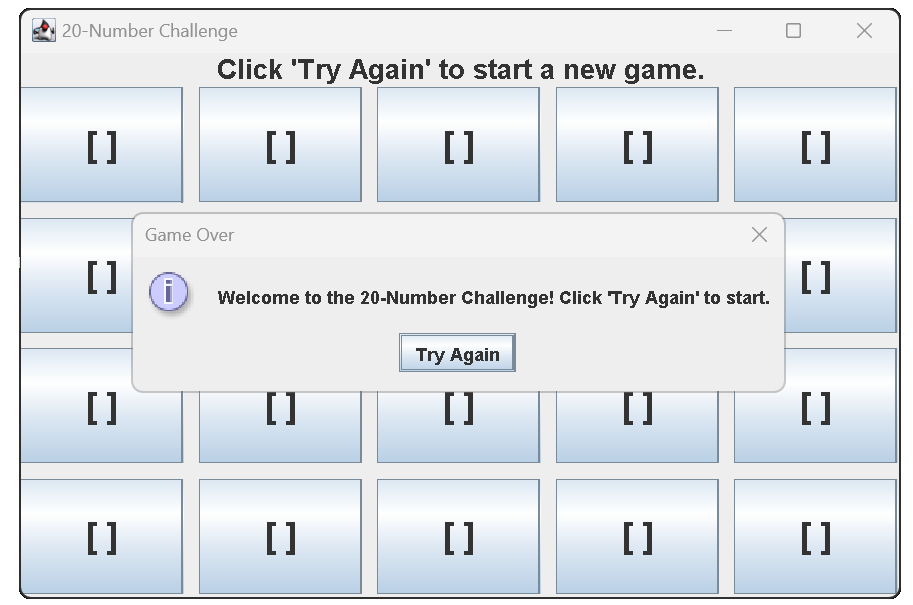 20-Number Challenge
Click 'Try Again' to start a new game.
[ ] [ ] [ ] [ ] [ ]
Game Over
[ ] [ ]
i
Welcome to the 20-Number Challenge! Click 'Try Again' to start.
Try Again
[ ] [ ] [ ] [ ] [ ]
[ ] [ ] [ ] [ ] [ ]